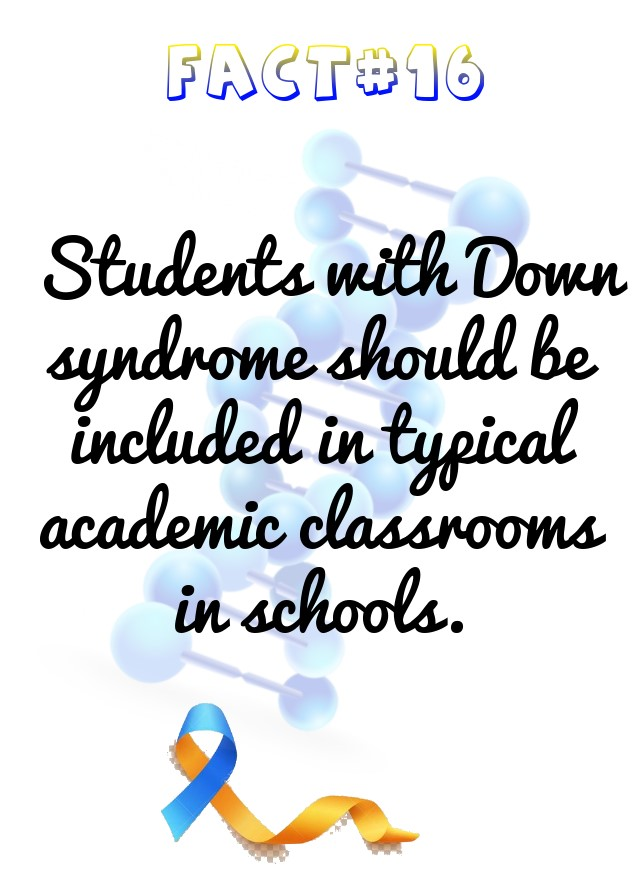 FACT#16
Students with Down
syndrome should be
included in typical
academic classrooms
in schools.